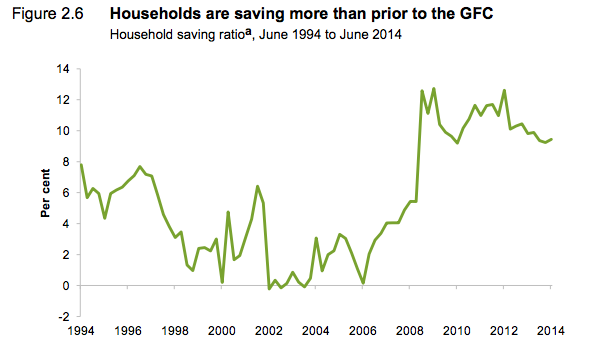 Figure 2.6 Households are saving more than prior to the GFC
Household saving ratioª, June 1994 to June 2014
14
12
10
8
6
4
2
0
-2
Per cent
1994 1996 1998 2000 2002 2004 2006 2008 2010 2012 2014